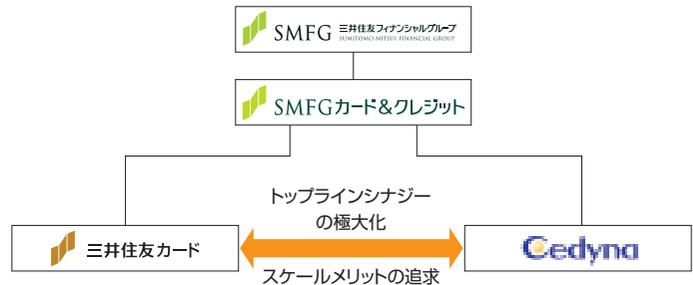 SMFG 三井住友フィナンシャルグループ
SUMITOMO MITSUI FINANCIAL GROUP
SMFGカード&クレジット
トップラインシナジー
の極大化
三井住友カード
Cedyna
スケールメリットの追求